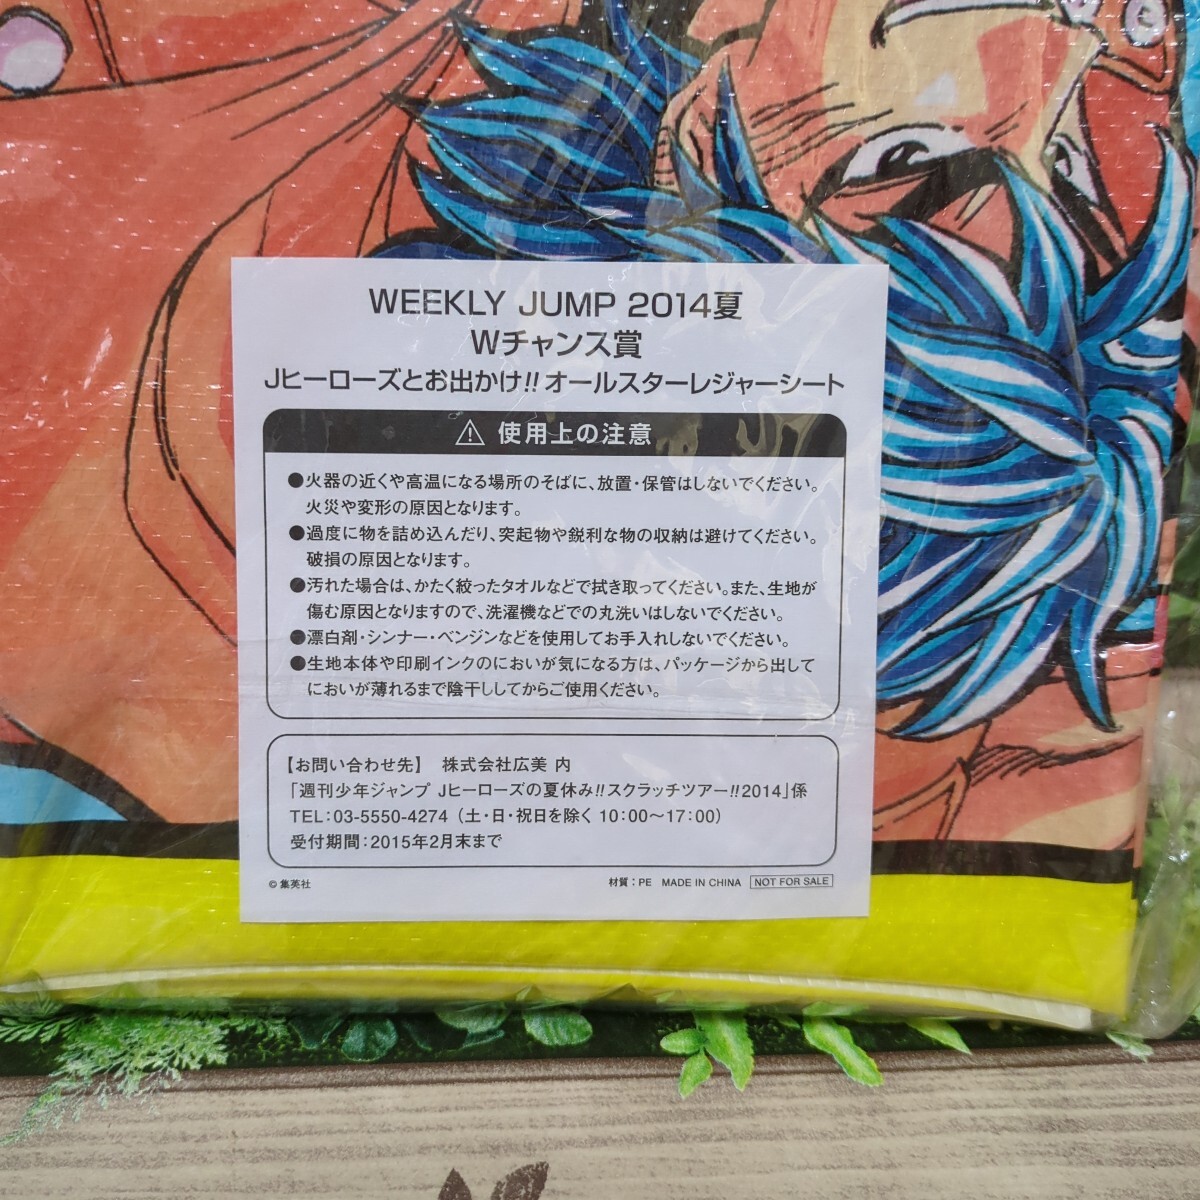 WEEKLY JUMP 2014夏
Wチャンス賞
Jヒーローズとお出かけ!!オールスターレジャーシート
⚠ 使用上の注意
●火器の近くや高温になる場所のそばに、放置・保管はしないでください。
火災や変形の原因となります。
●過度に物を詰め込んだり、突起物や鋭利な物の収納は避けてください。
破損の原因となります。
●汚れた場合は、かたく絞ったタオルなどで拭き取ってください。また、生地が
傷む原因となりますので、洗濯機などでの丸洗いはしないでください。
●漂白剤・シンナー・ベンジンなどを使用してお手入れしないでください。
●生地本体や印刷インクのにおいが気になる方は、パッケージから出して
においが薄れるまで陰干ししてからご使用ください。
【お問い合わせ先】 株式会社広美 内
「週刊少年ジャンプ Jヒーローズの夏休み!!スクラッチツアー!!2014」係
TEL:03-5550-4274(土・日・祝日を除く 10:00〜17:00)
受付期間:2015年2月末まで
©集英社 材質:PE MADE IN CHINA NOT FOR SALE